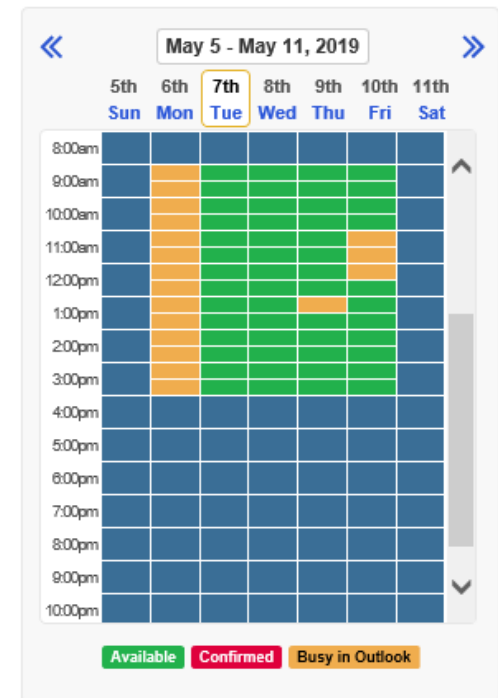 May 5 - May 11, 2019
5th 6th 7th 8th 9th 10th 11th
Sun Mon Tue Wed Thu Fri Sat
8:00am
9:00am
10:00am
11:00am
12:00pm
1:00pm
2:00pm
3:00pm
4:00pm
5:00pm
6:00pm
7:00pm
8:00pm
9:00pm
10:00pm
Available Confirmed Busy in Outlook